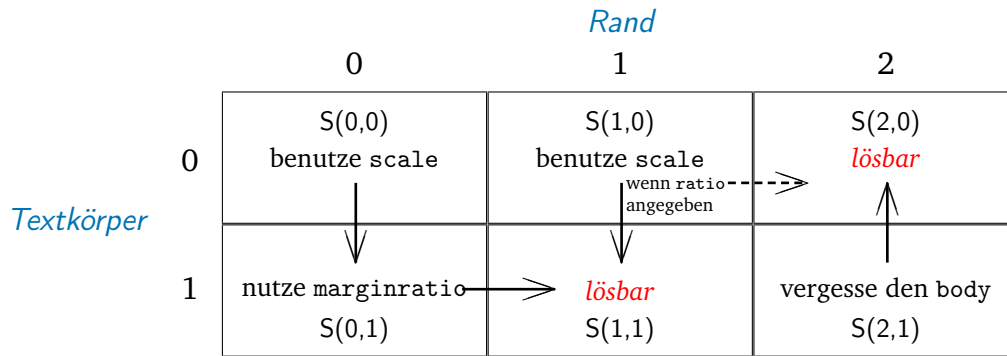 Rand
0 1 2
S(0,0) S(1,0) S(2,0)
0 benutze scale benutze scale lösbar
wenn ratio
angegeben
Textkörper
1 nutze marginratio lösbar vergesse den body
S(0,1) S(1,1) S(2,1)